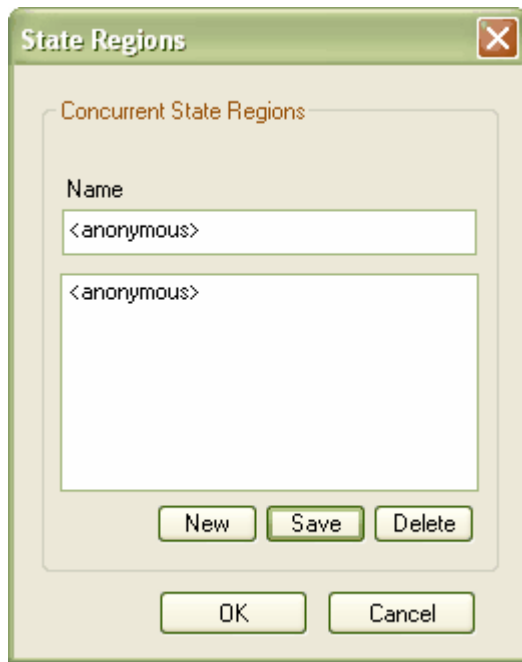 State Regions
Concurrent State Regions
Name
<anonymous>
<anonymous>
New Save Delete
OK Cancel